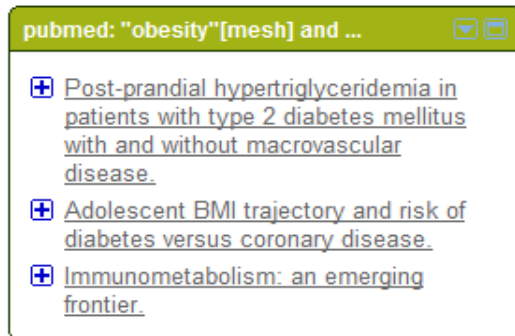 pubmed: "obesity"[mesh] and ...
Post-prandial hypertriglyceridemia in
patients with type 2 diabetes mellitus
with and without macrovascular
disease.
Adolescent BMI trajectory and risk of
diabetes versus coronary disease.
Immunometabolism: an emerging
frontier.